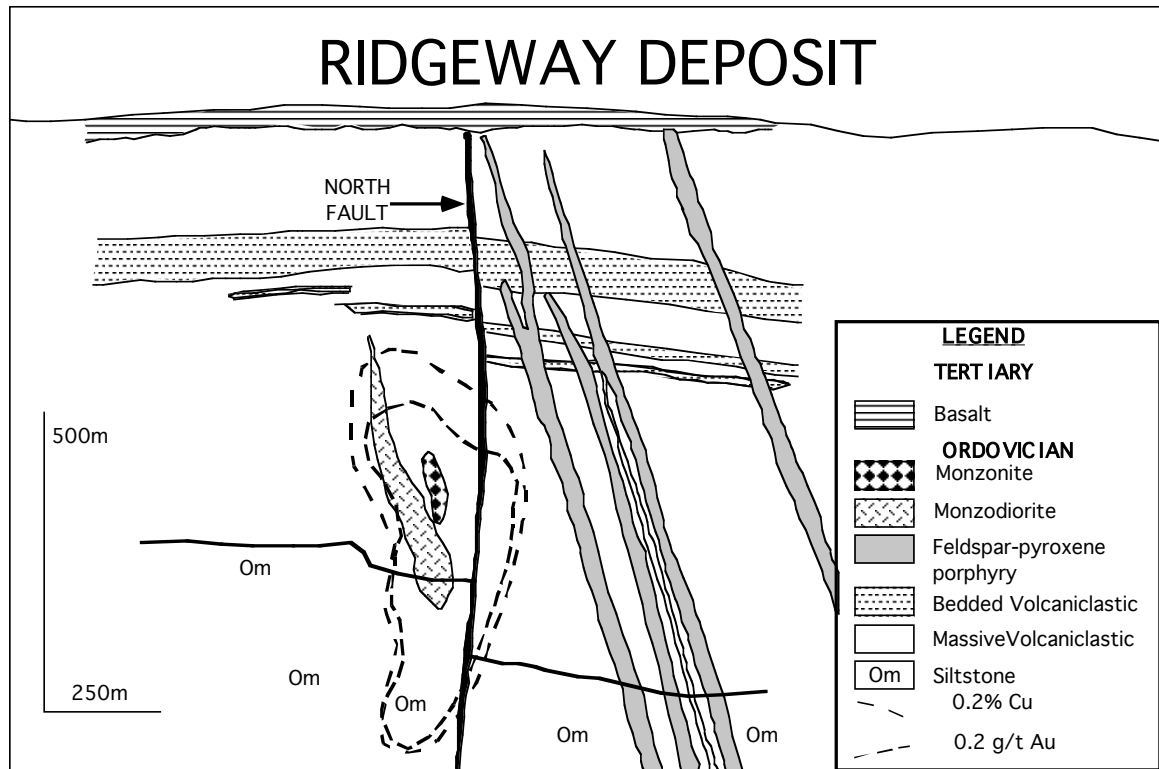 RIDGEWAY DEPOSIT
NORTH
FAULT
500m
250m
Om
Om
Om
Om
Om
LEGEND
TERTIARY
Basalt
ORDOVICIAN
Monzonite
Monzodiorite
Feldspar-pyroxene
porphyry
Bedded Volcaniclastic
MassiveVolcaniclastic
Om Siltstone
0.2% Cu
0.2 g/t Au